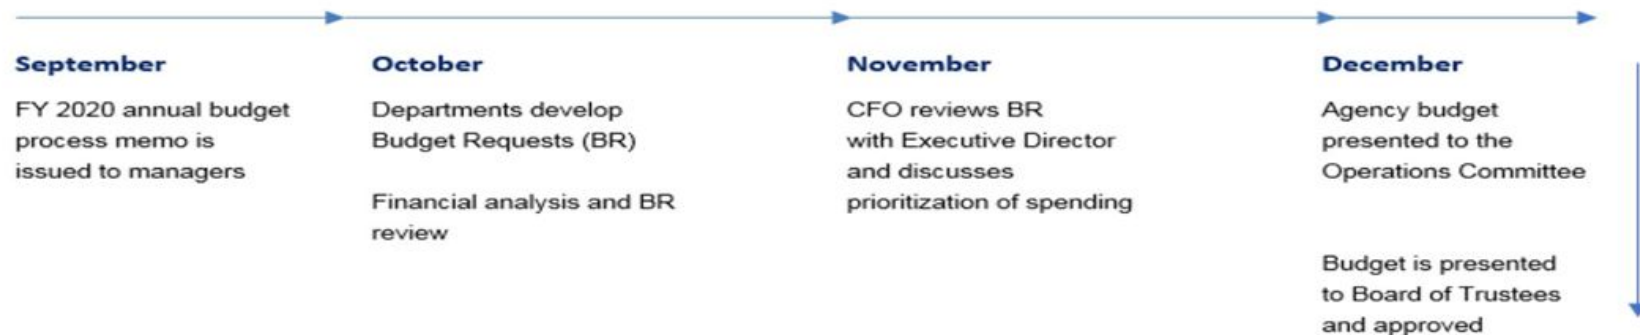 September
FY 2020 annual budget
process memo is
issued to managers
October
Departments develop
Budget Requests (BR)
Financial analysis and BR
review
November
CFO reviews BR
with Executive Director
and discusses
prioritization of spending
December
Agency budget
presented to the
Operations Committee
Budget is presented
to Board of Trustees
and approved